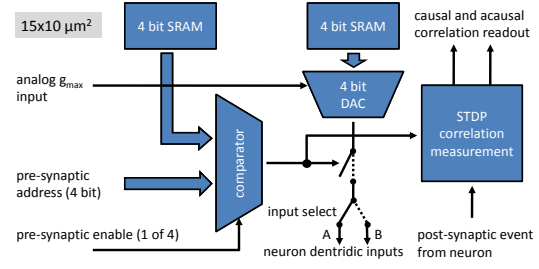 15x10 µm²
4 bit SRAM
4 bit SRAM
causal and acausal
correlation readout
analog gmax
input
4 bit
DAC
STDP
correlation
measurement
comparator
pre-synaptic
address (4 bit)
input select
pre-synaptic enable (1 of 4)
A
B
neuron dentridic inputs
post-synaptic event
from neuron